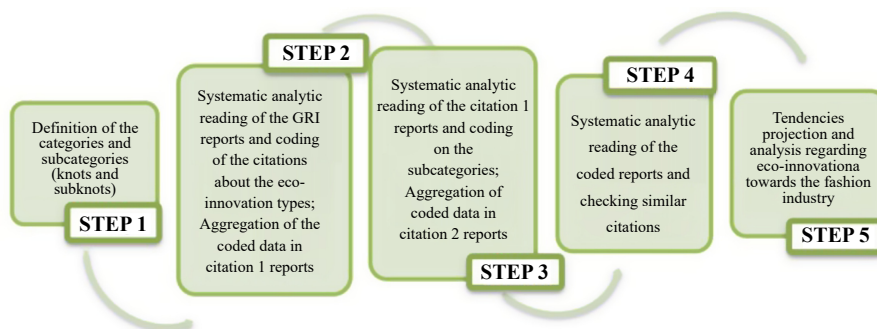 Definition of the
categories and
subcategories
(knots and
subknots)
STEP 1
STEP 2
Systematic analytic
reading of the GRI
reports and coding
of the citations
about the eco-
innovation types;
Aggregation of the
coded data in
citation 1 reports
Systematic analytic
reading of the citation 1
reports and coding
on the
subcategories;
Aggregation of
coded data in
citation 2 reports
STEP 3
STEP 4
Systematic analytic
reading of the
coded reports and
checking similar
citations
Tendencies
projection and
analysis regarding
eco-innovationa
towards the fashion
industry
STEP 5